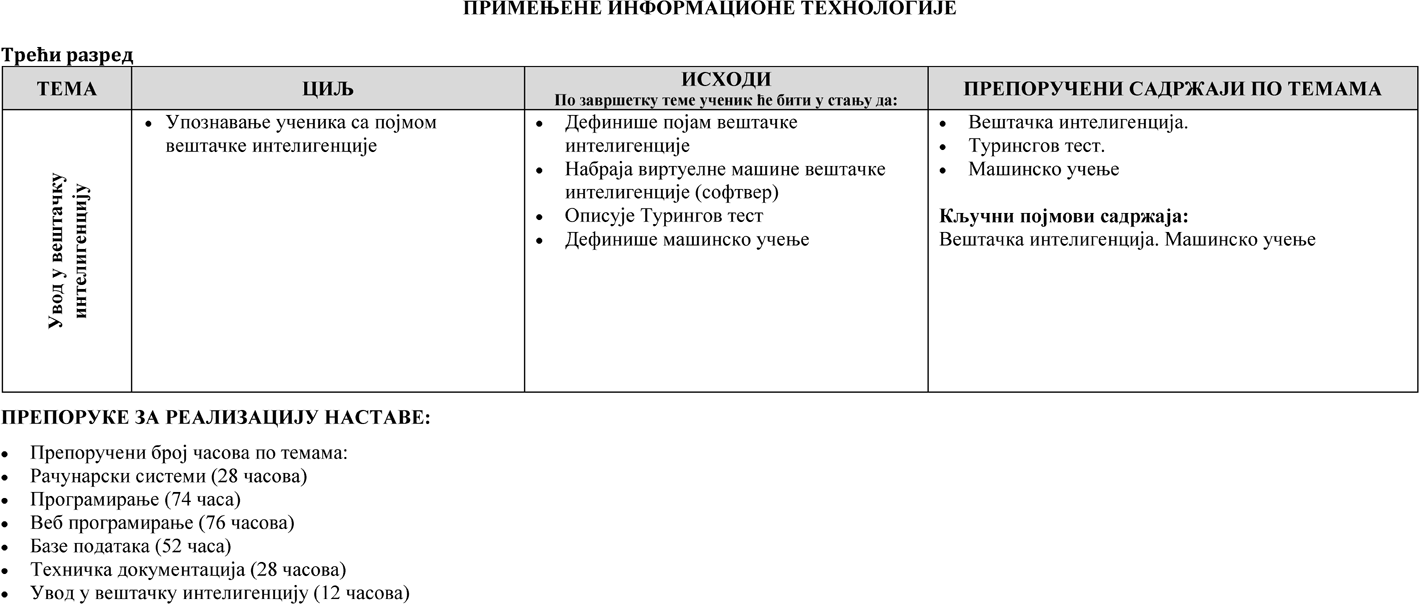 ПРИМЕЊЕНЕ ИНФОРМАЦИОНЕ ТЕХНОЛОГИЈЕ
Трећи разред
ТЕМА
ЦИЉ
ИСХОДИ
По завршетку теме ученик ће бити у стању да:
ПРЕПОРУЧЕНИ САДРЖАЈИ ПО ТЕМАМА
Увод у вештачку
интелигенцију
• Упознавање ученика са појмом
вештачке интелигенције
• Дефинише појам вештачке
интелигенције
• Набраја виртуелне машине вештачке
интелигенције (софтвер)
• Описује Турингов тест
• Дефинише машинско учење
• Вештачка интелигенција.
• Туринсгов тест.
• Машинско учење
Кључни појмови садржаја:
Вештачка интелигенција. Машинско учење
ПРЕПОРУКЕ ЗА РЕАЛИЗАЦИЈУ НАСТАВЕ:
• Препоручени број часова по темама:
• Рачунарски системи (28 часова)
• Програмирање (74 часа)
• Веб програмирање (76 часова)
• Базе података (52 часа)
• Техничка документација (28 часова)
• Увод у вештачку интелигенцију (12 часова)